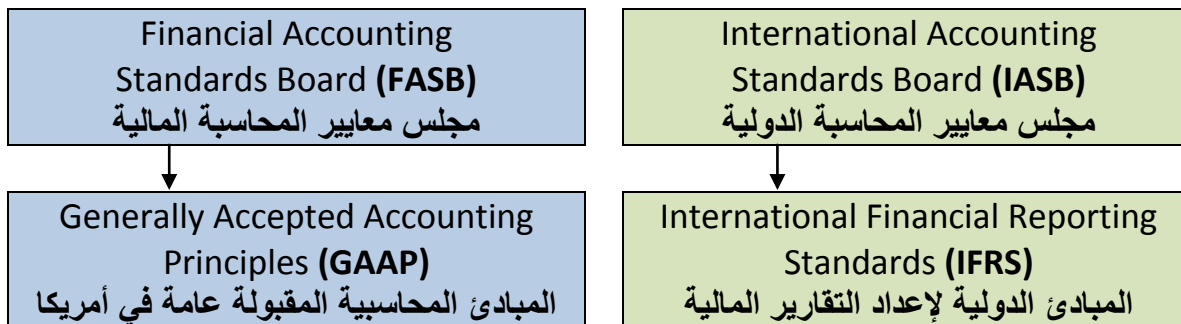 Financial Accounting
Standards Board (FASB)
مجلس معايير المحاسبة المالية
International Accounting
Standards Board (IASB)
مجلس معايير المحاسبة الدولية
Generally Accepted Accounting
Principles (GAAP)
المبادئ المحاسبية المقبولة عامة في أمريكا
International Financial Reporting
Standards (IFRS)
المبادئ الدولية لإعداد التقارير المالية